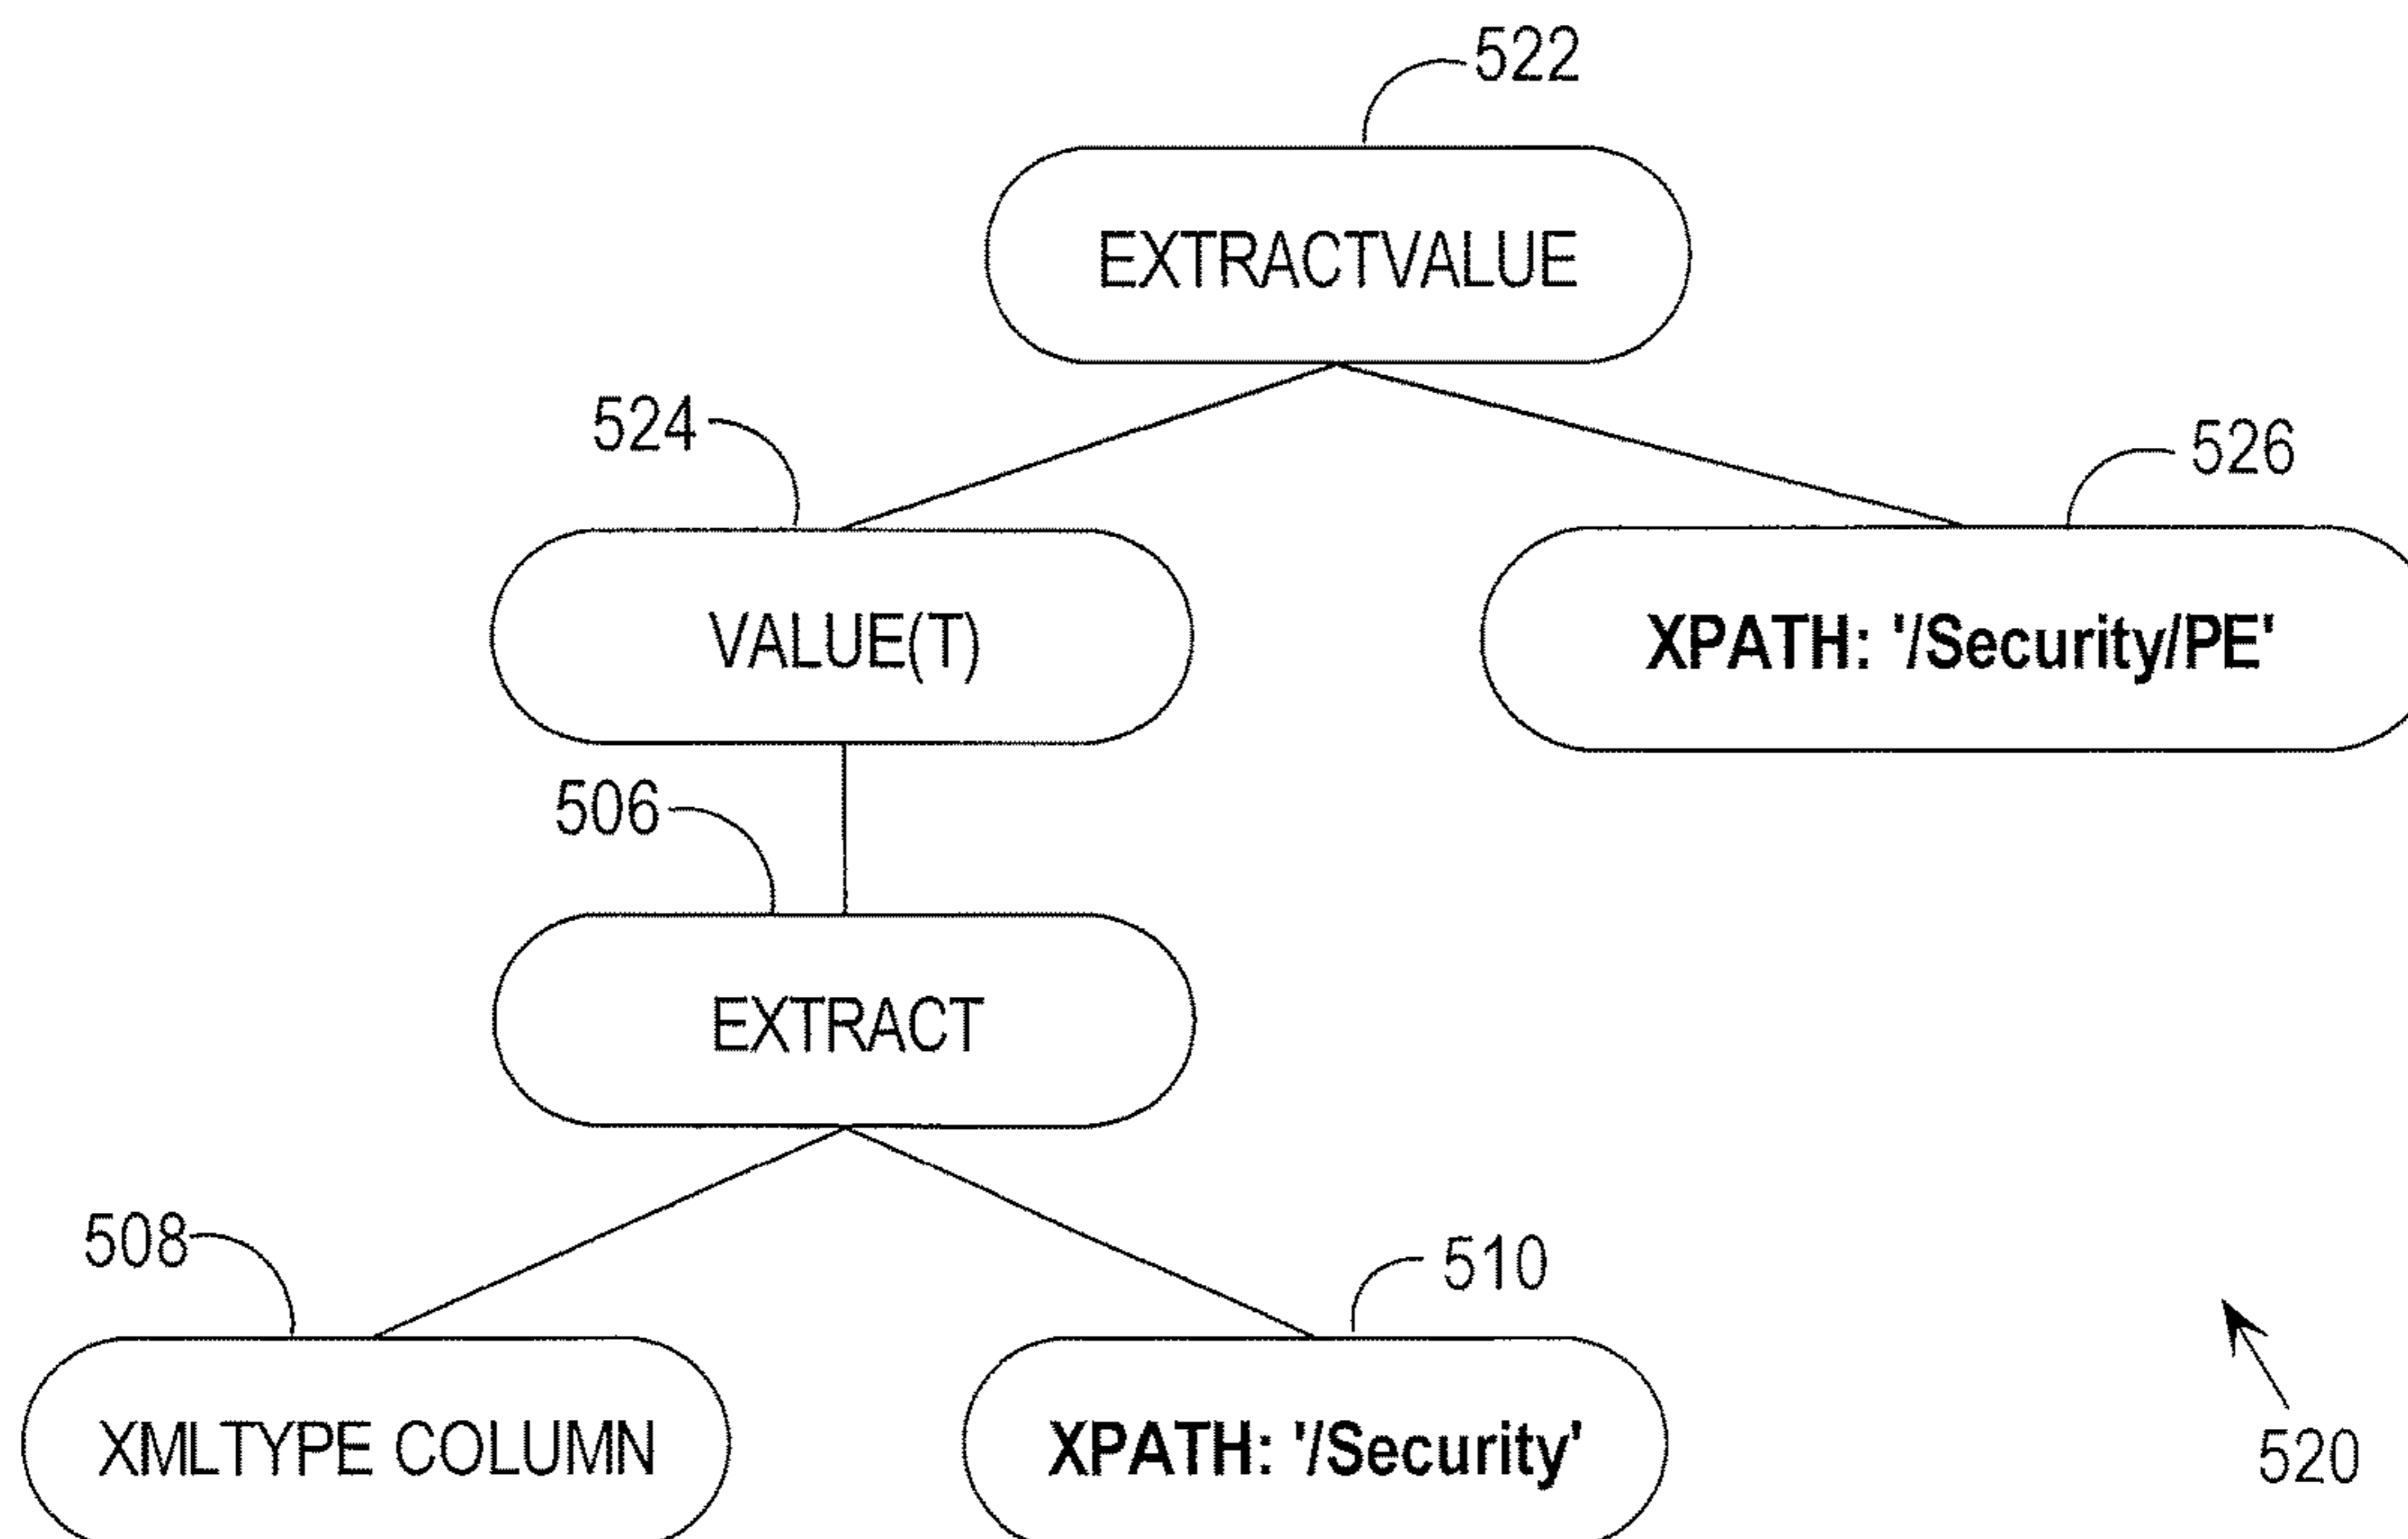 522
EXTRACTVALUE
524
526
VALUE(T)
XPATH: '/Security/PE'
506
EXTRACT
508
510
XMLTYPE COLUMN
XPATH: '/Security'
520